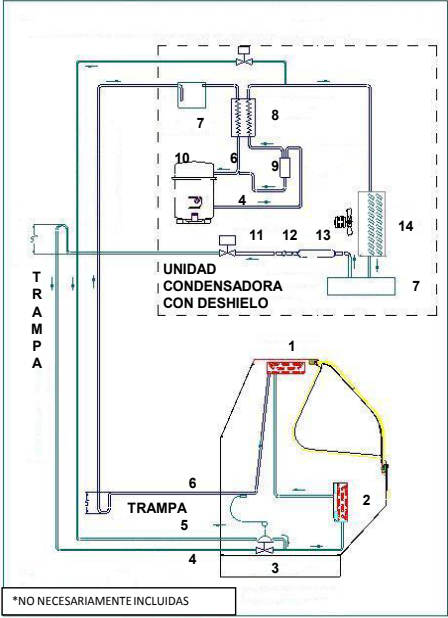 7
8
10
6
9
4
11
12
13
14
UNIDAD
CONDENSADORA
CON DESHIELO
7
T
R
A
M
P
A
1
6
2
TRAMPA
5
4
3
*NO NECESARIAMENTE INCLUIDAS